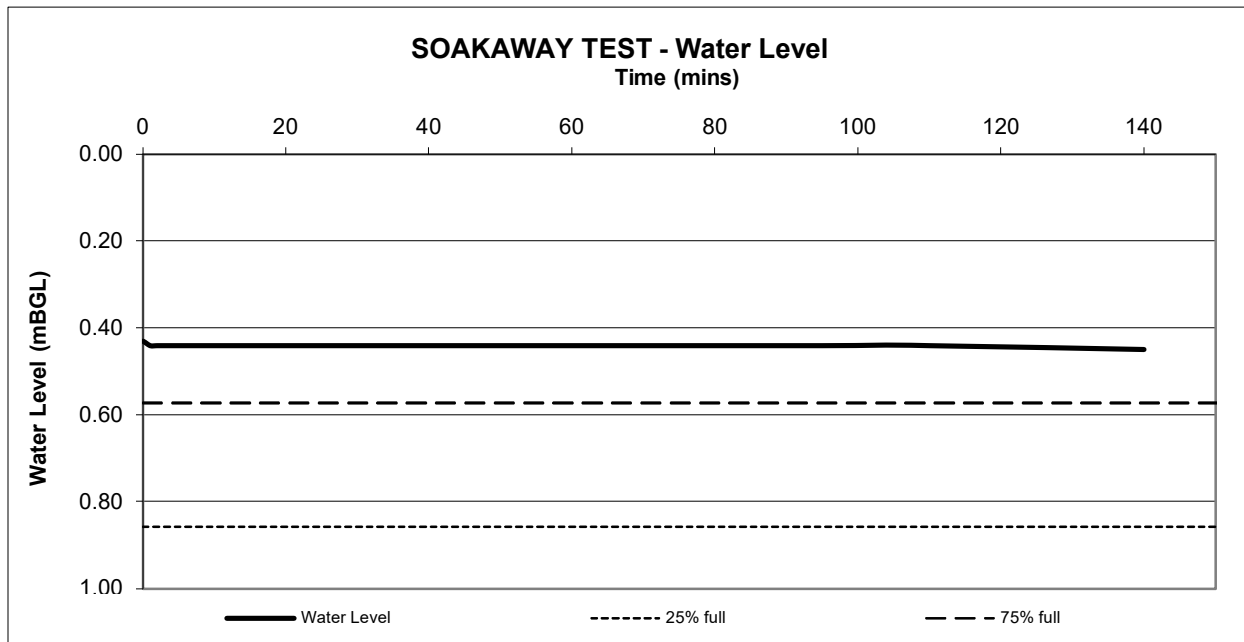 SOAKAWAY TEST - Water Level
Time (mins)
0 20 40 60 80 100 120 140
0.00
0.20
0.40
0.60
0.80
1.00
Water Level (mBGL)
Water Level 25% full 75% full